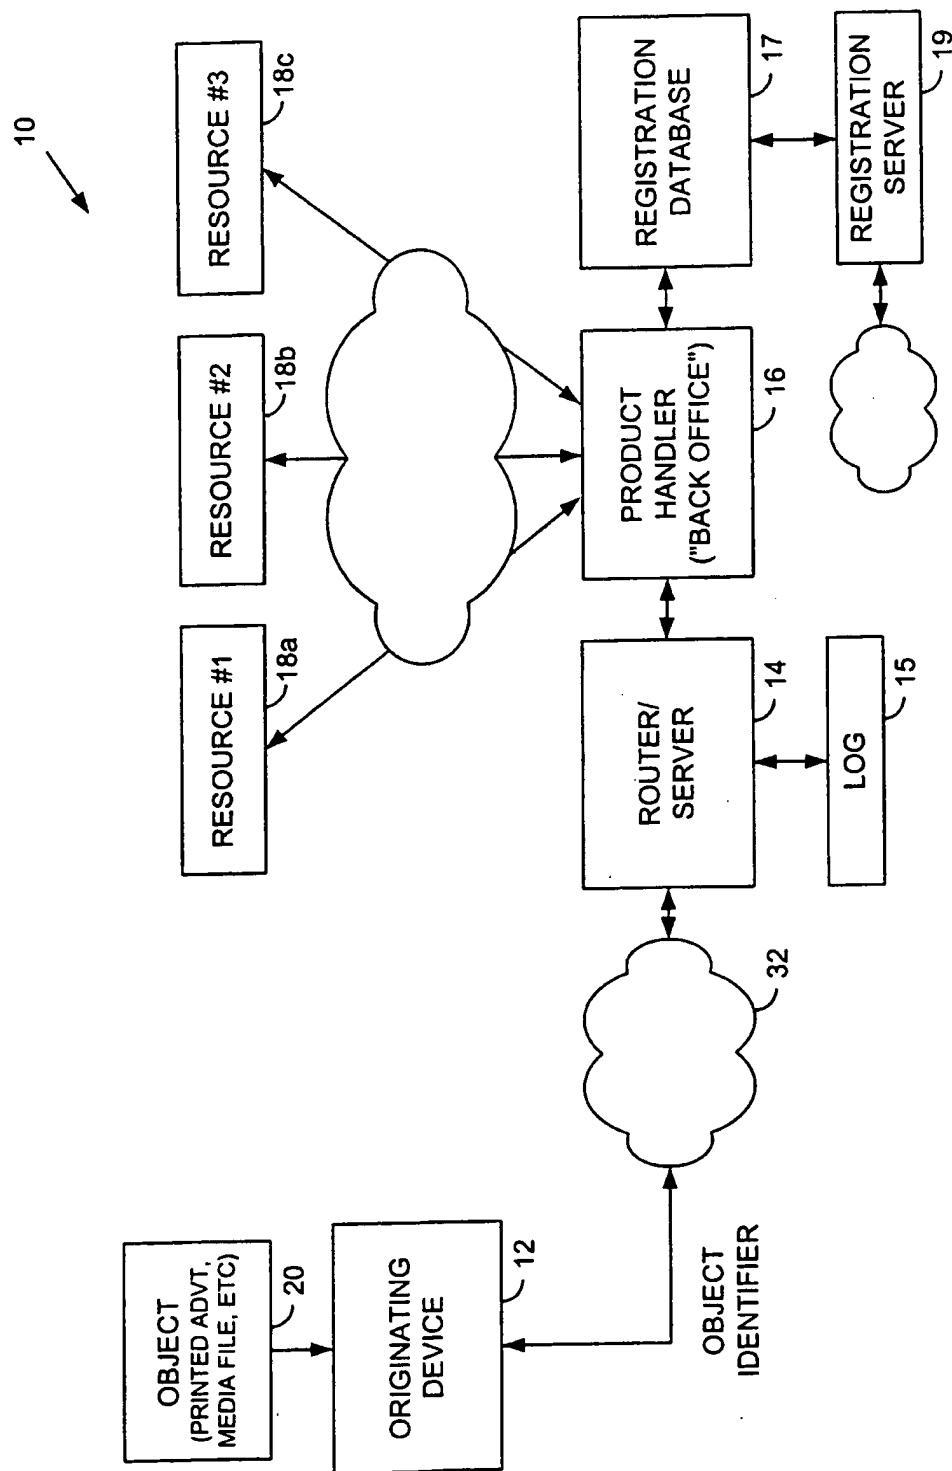 10
RESOURCE #1
18a
RESOURCE #2
18b
RESOURCE #3
18c
OBJECT
(PRINTED ADVT,
MEDIA FILE, ETC)
20
ORIGINATING
DEVICE
12
OBJECT
IDENTIFIER
32
ROUTER/
SERVER
14
LOG
15
PRODUCT
HANDLER
("BACK OFFICE")
16
REGISTRATION
DATABASE
17
REGISTRATION
SERVER
19